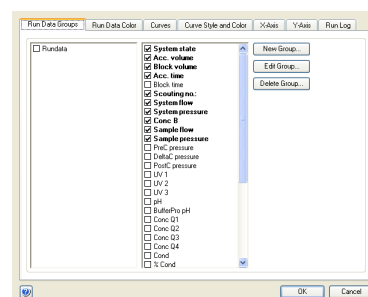 Run Data Groups Run Data Color Curves Curve Style and Color X-Axis Y-Axis Run Log
Rundata
System state
Acc. volume
Block volume
Acc. time
Block time
Scouting no.:
System flow
System pressure
Conc B
Sample flow
Sample pressure
PreC pressure
DeltaC pressure
PostC pressure
UV 1
UV 2
UV 3
pH
BufferPro pH
Conc Q1
Conc Q2
Conc Q3
Conc Q4
Cond
% Cond
New Group...
Edit Group...
Delete Group...
OK Cancel